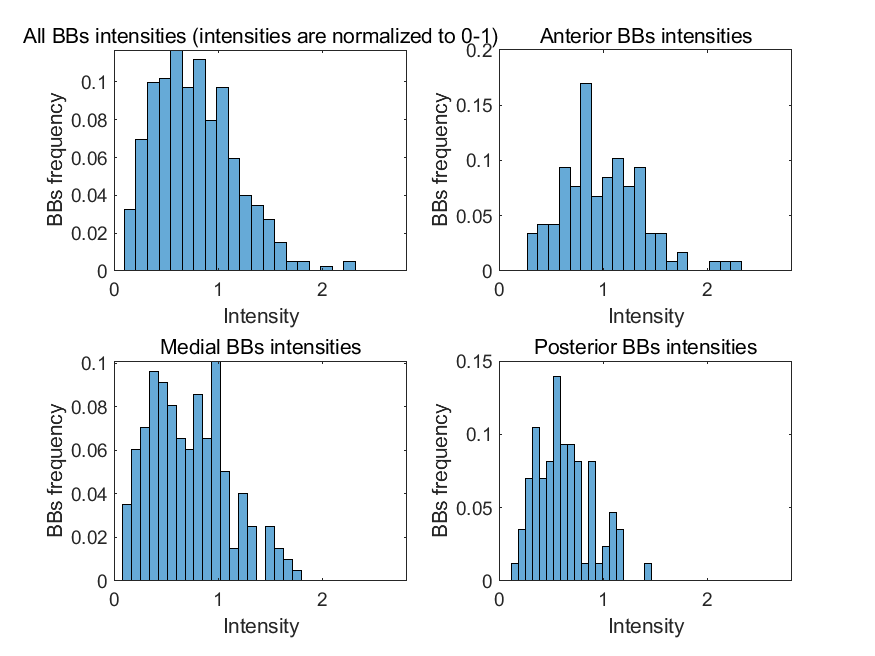 All BBs intensities (intensities are normalized to 0-1)
0.1
0.08
0.06
0.04
0.02
0
BBs frequency
0 1 2
Intensity
Anterior BBs intensities
0.2
0.15
0.1
0.05
0
BBs frequency
0 1 2
Intensity
Medial BBs intensities
0.1
0.08
0.06
0.04
0.02
0
BBs frequency
0 1 2
Intensity
Posterior BBs intensities
0.15
0.1
0.05
0
BBs frequency
0 1 2
Intensity